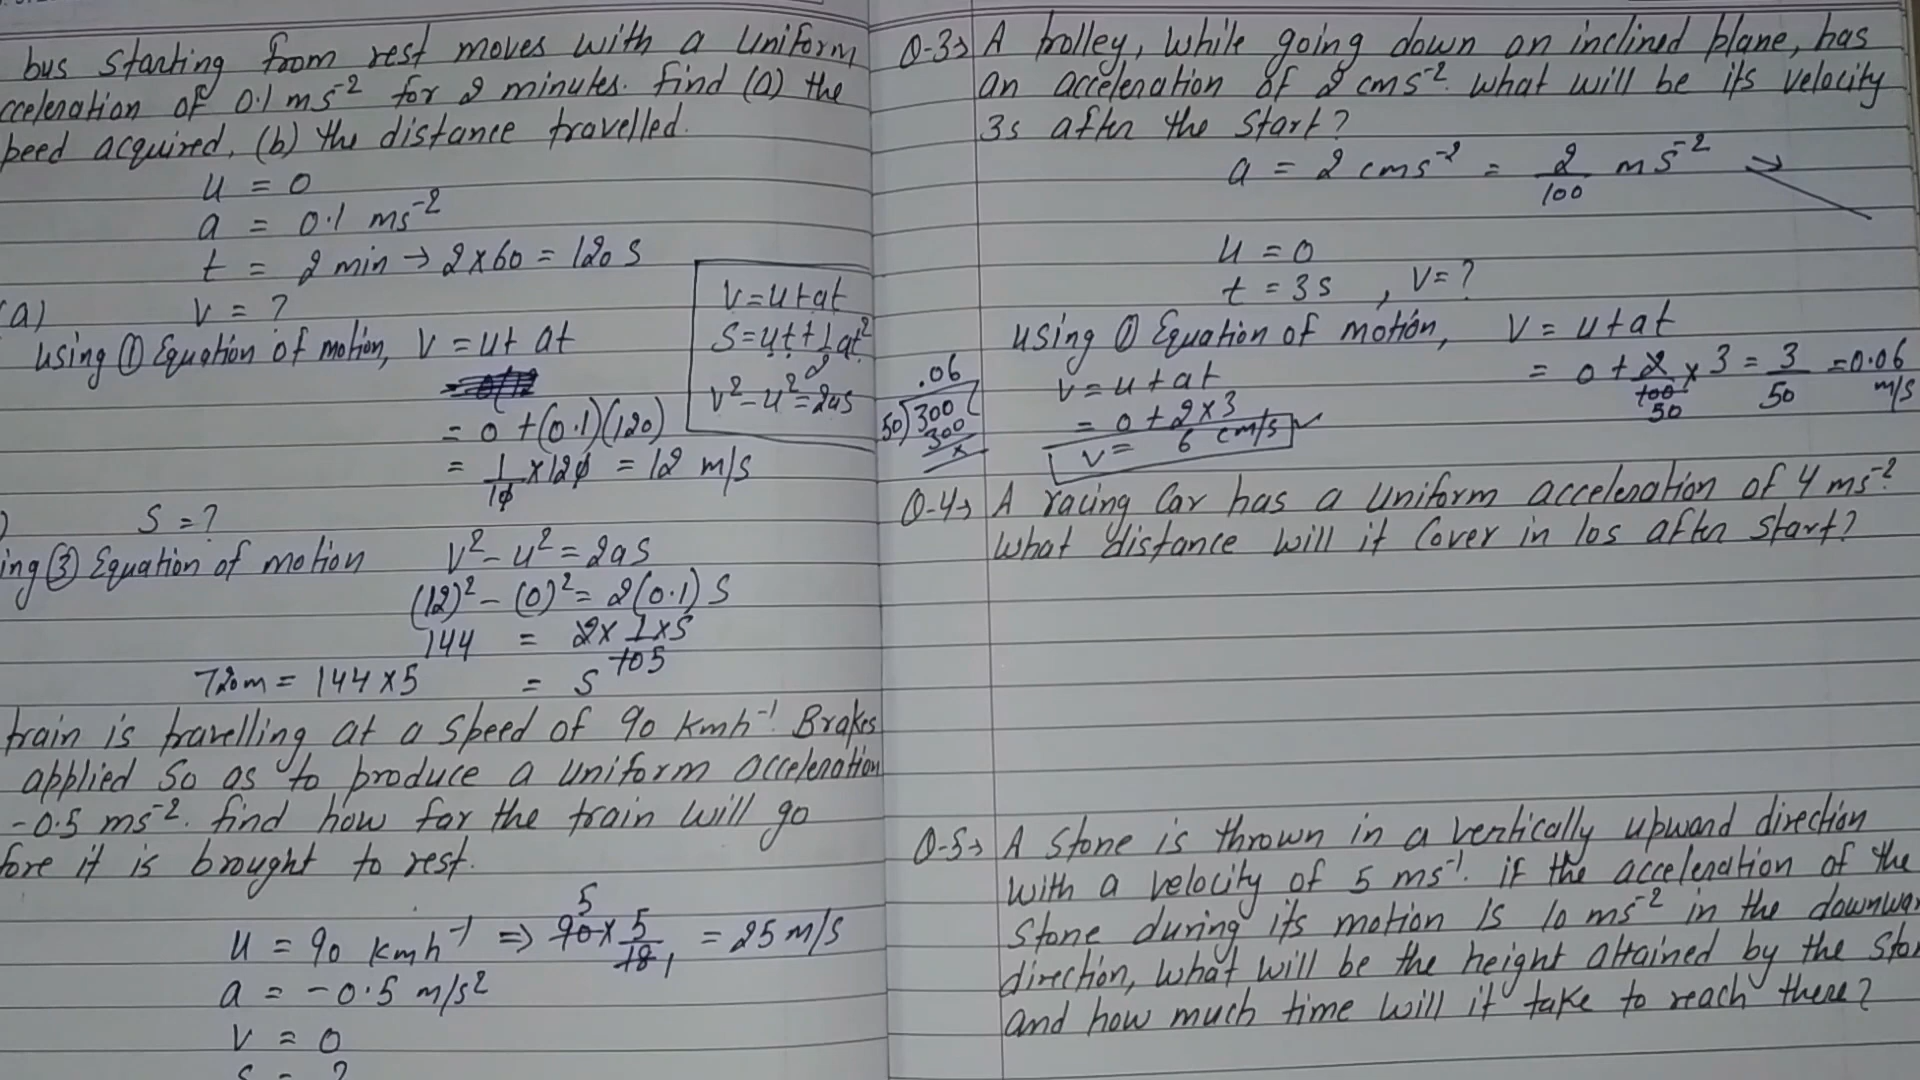 bus starting from rest moves with a uniform
cceleration of 0.1 ms⁻² for 2 minutes. find (a) the
peed acquired, (b) the distance travelled.
u = 0
a = 0.1 ms⁻²
t = 2 min → 2×60 = 120 s
(a) v = ?
using ① Equation of motion, v = u+at
= 0 + (0.1)(120)
= 1/10 × 120 = 12 m/s
v=u+at
S=ut+1/2at²
v²-u²=2as
) S = ?
ing ③ Equation of motion v²-u² = 2as
(12)² - (0)² = 2(0.1) S
144 = 2 × 1/10 5 × S
720m = 144×5 = S
train is travelling at a speed of 90 kmh⁻¹. Brakes
applied so as to produce a uniform acceleration
-0.5 ms⁻². find how far the train will go
fore it is brought to rest.
u = 90 kmh⁻¹ ⇒ 90 5 × 5/18 1 = 25 m/s
a = -0.5 m/s²
v = 0
S = ?
Q-3→ A trolley, while going down an inclined plane, has
an acceleration of 2 cms⁻². what will be its velocity
3s after the start?
a = 2 cms⁻² = 2/100 ms⁻² →
u = 0
t = 3s , v = ?
using ① Equation of motion, v = u+at
v = u+at
= 0 + 2×3
v = 6 cm/s ✓
= 0 + 2/100 50 × 3 = 3/50 = 0.06 m/s
.06
50)300(
300
x
Q-4→ A racing Car has a uniform acceleration of 4 ms⁻².
what distance will it Cover in 10s after start?
Q-5→ A stone is thrown in a vertically upward direction
with a velocity of 5 ms⁻¹. if the acceleration of the
stone during its motion is 10 ms⁻² in the downwar
direction, what will be the height attained by the sto
and how much time will it take to reach there?